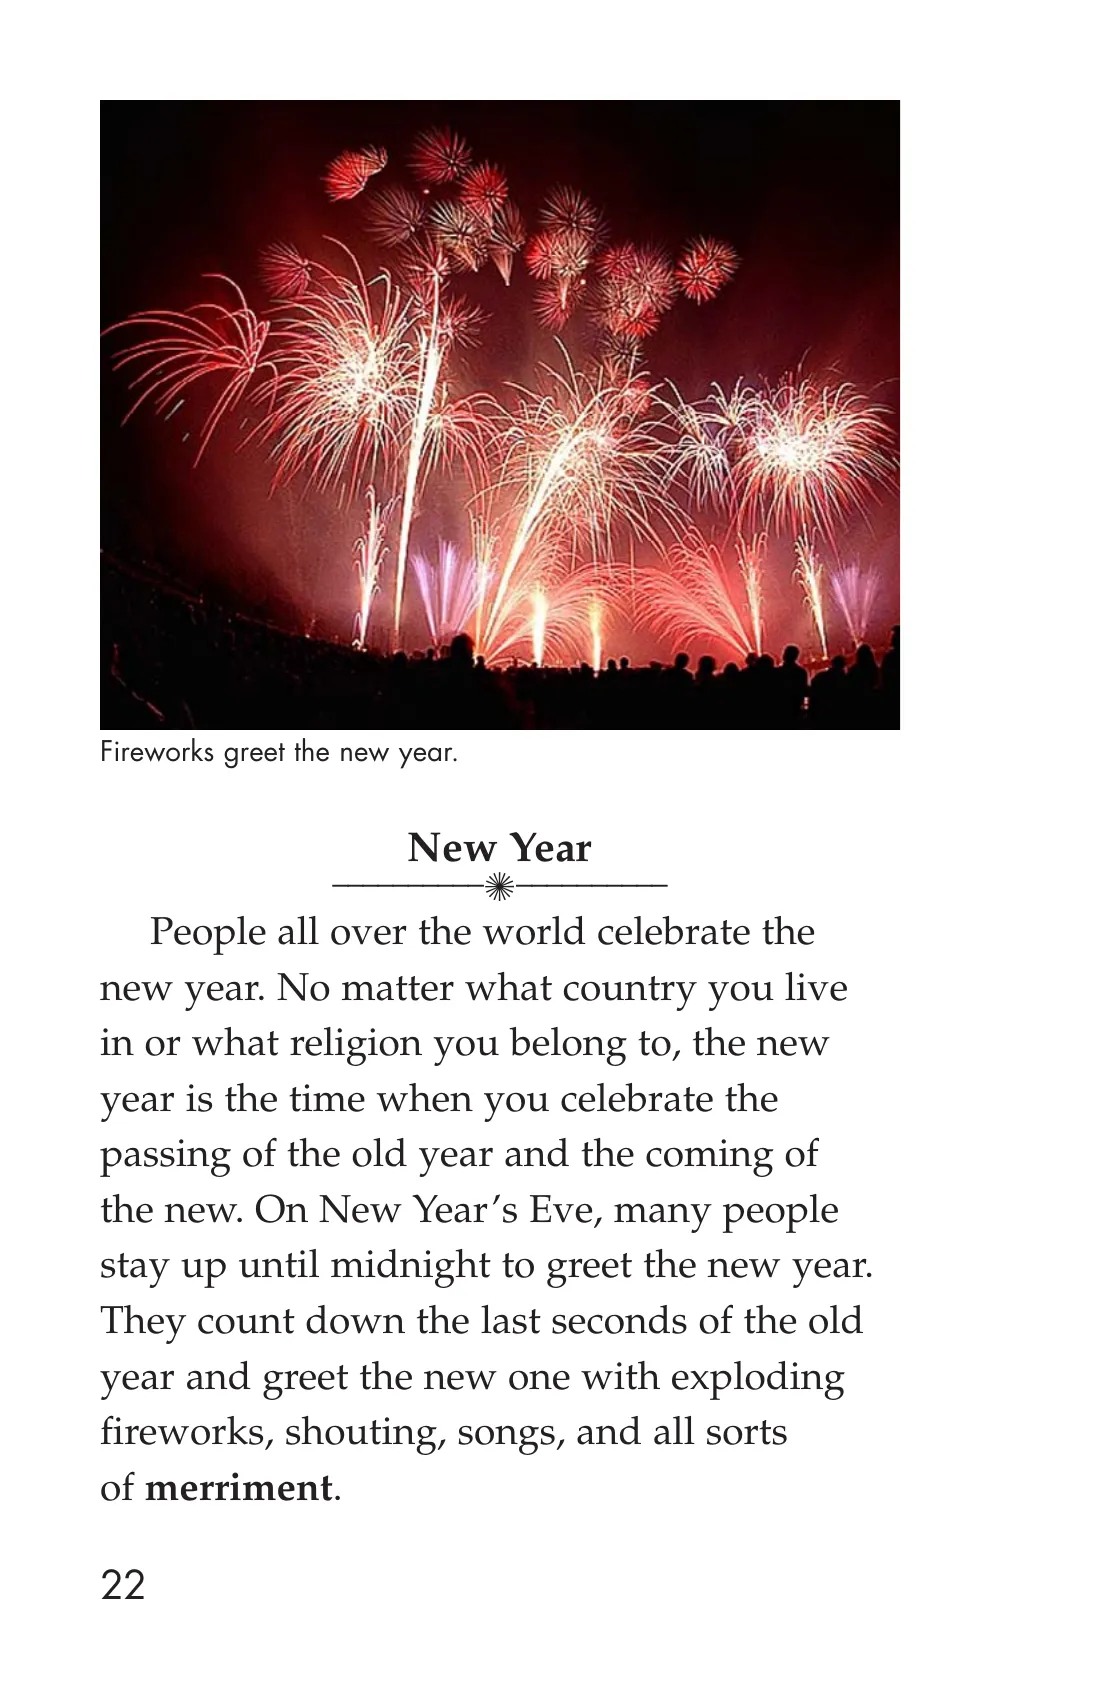 Fireworks greet the new year.
New Year
People all over the world celebrate the
new year. No matter what country you live
in or what religion you belong to, the new
year is the time when you celebrate the
passing of the old year and the coming of
the new. On New Year’s Eve, many people
stay up until midnight to greet the new year.
They count down the last seconds of the old
year and greet the new one with exploding
fireworks, shouting, songs, and all sorts
of merriment.
22